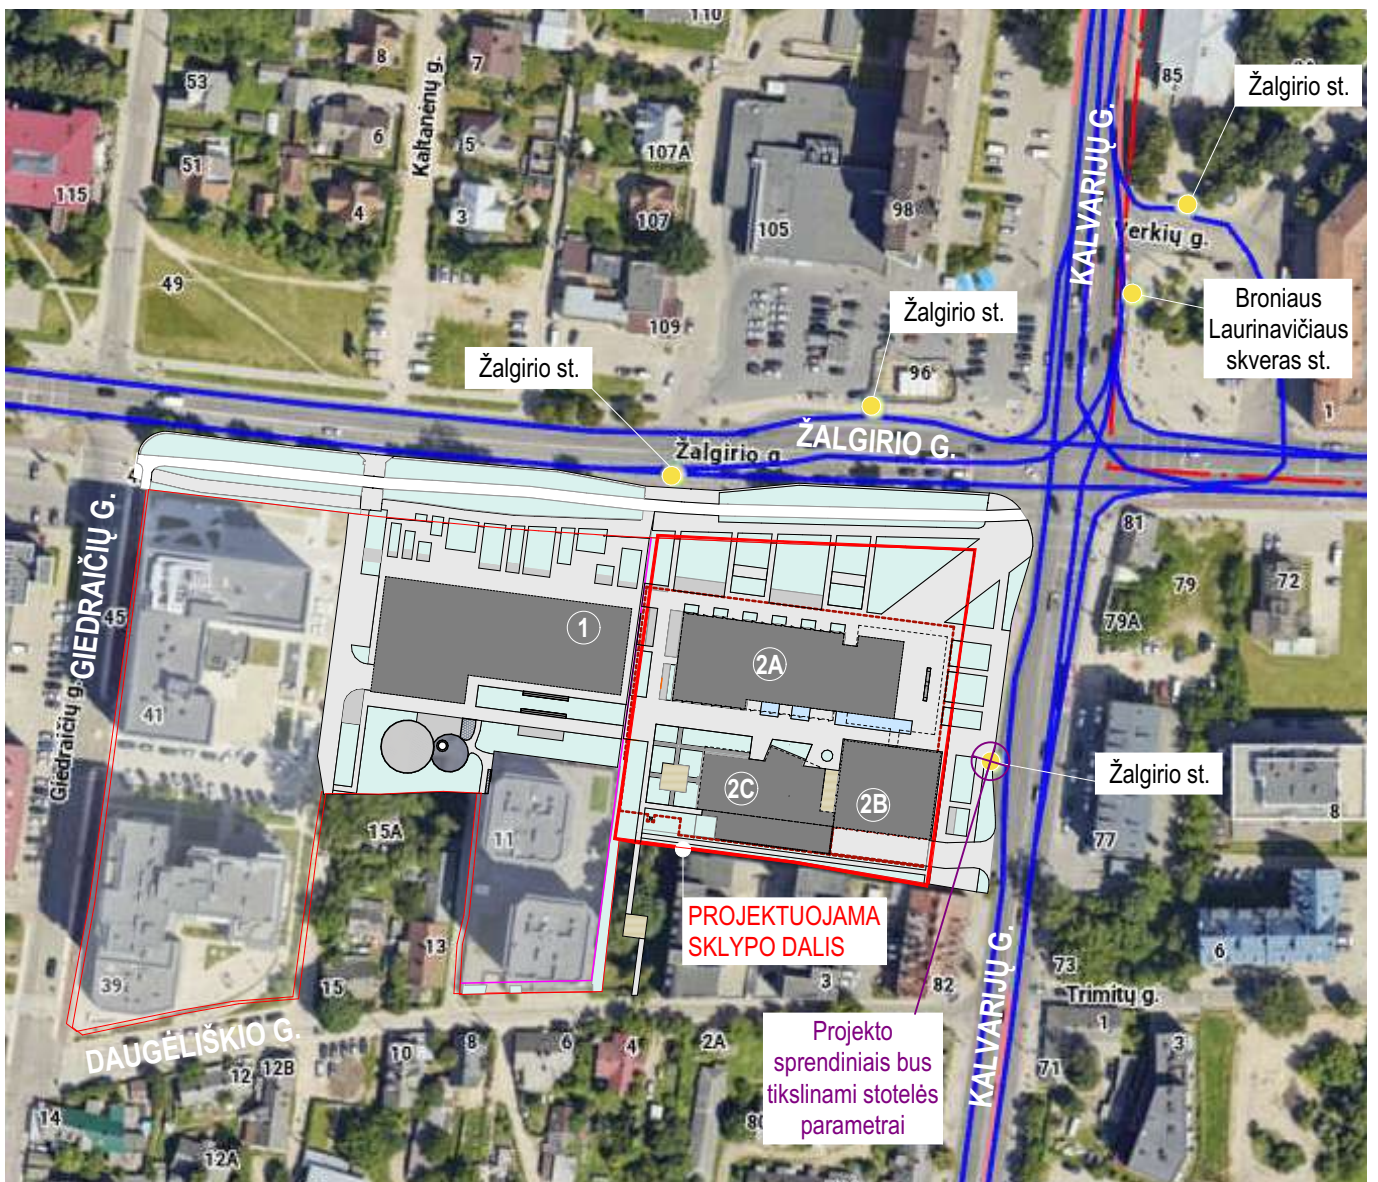 110
8
7
85
Žalgirio st.
53
Kaltanėnų g.
6
5
107A
KALVARIJŲ G.
51
115
4
3
107
105
98
Verkių g.
49
109
Žalgirio st.
Broniaus
Laurinavičiaus
skveras st.
Žalgirio st.
96
1
ŽALGIRIO G.
Žalgirio g.
GIEDRAIČIŲ G.
81
79
72
79A
45
1
2A
41
Giedraičių g.
Žalgirio st.
2C
2B
8
15A
11
77
PROJEKTUOJAMA
SKLYPO DALIS
13
6
39
15
3
82
73
Trimitų g.
KALVARIJŲ G.
DAUGĖLIŠKIO G.
Projekto
sprendiniais bus
tikslinami stotelės
parametrai
1
3
10
8
6
4
2A
12
12B
71
14
12A